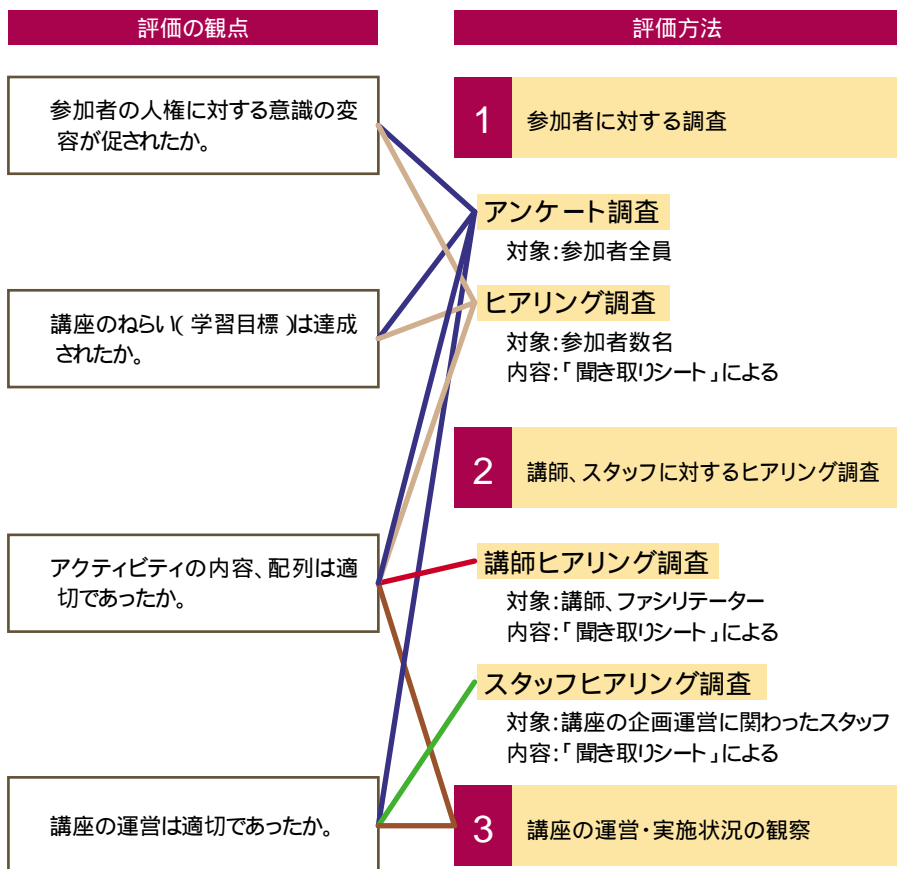 評価の観点
参加者の人権に対する意識の変
容が促されたか。
講座のねらい(学習目標)は達成
されたか。
アクティビティの内容、配列は適
切であったか。
講座の運営は適切であったか。
評価方法
1 参加者に対する調査
アンケート調査
対象:参加者全員
ヒアリング調査
対象:参加者数名
内容:「聞き取りシート」による
2 講師、スタッフに対するヒアリング調査
講師ヒアリング調査
対象:講師、ファシリテーター
内容:「聞き取りシート」による
スタッフヒアリング調査
対象:講座の企画運営に関わったスタッフ
内容:「聞き取りシート」による
3 講座の運営・実施状況の観察